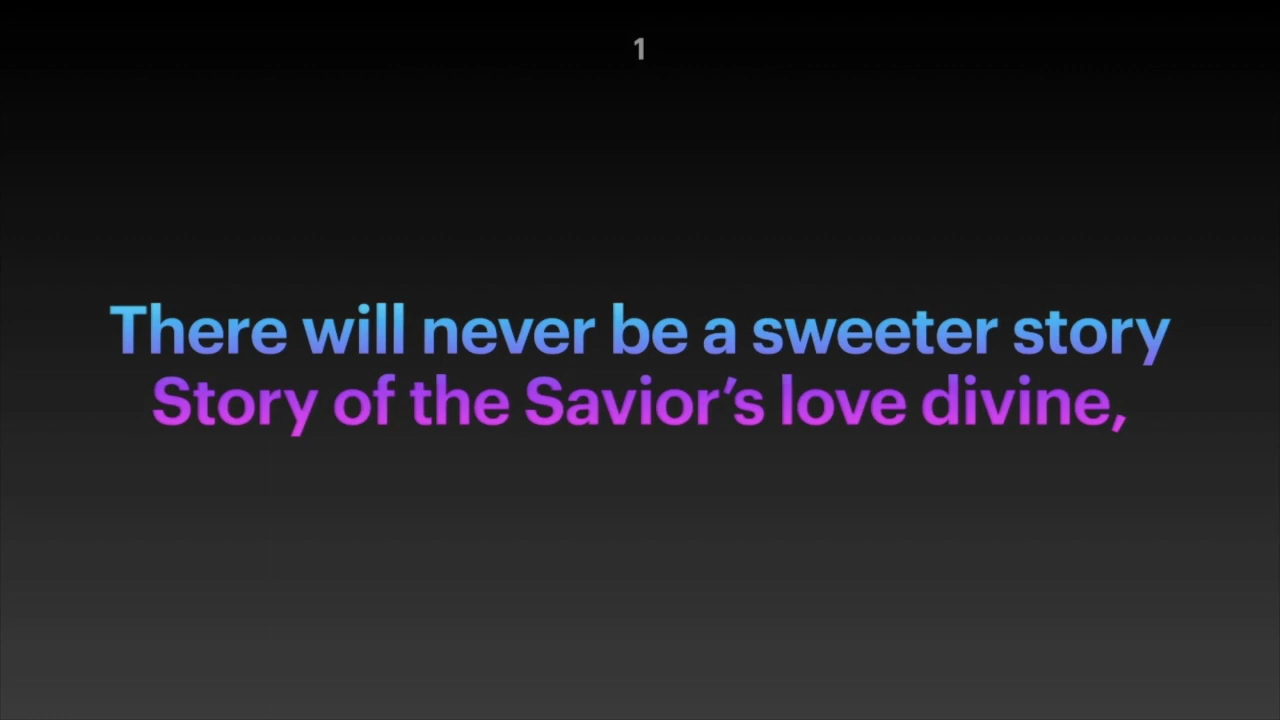 1
There will never be a sweeter story
Story of the Savior’s love divine,